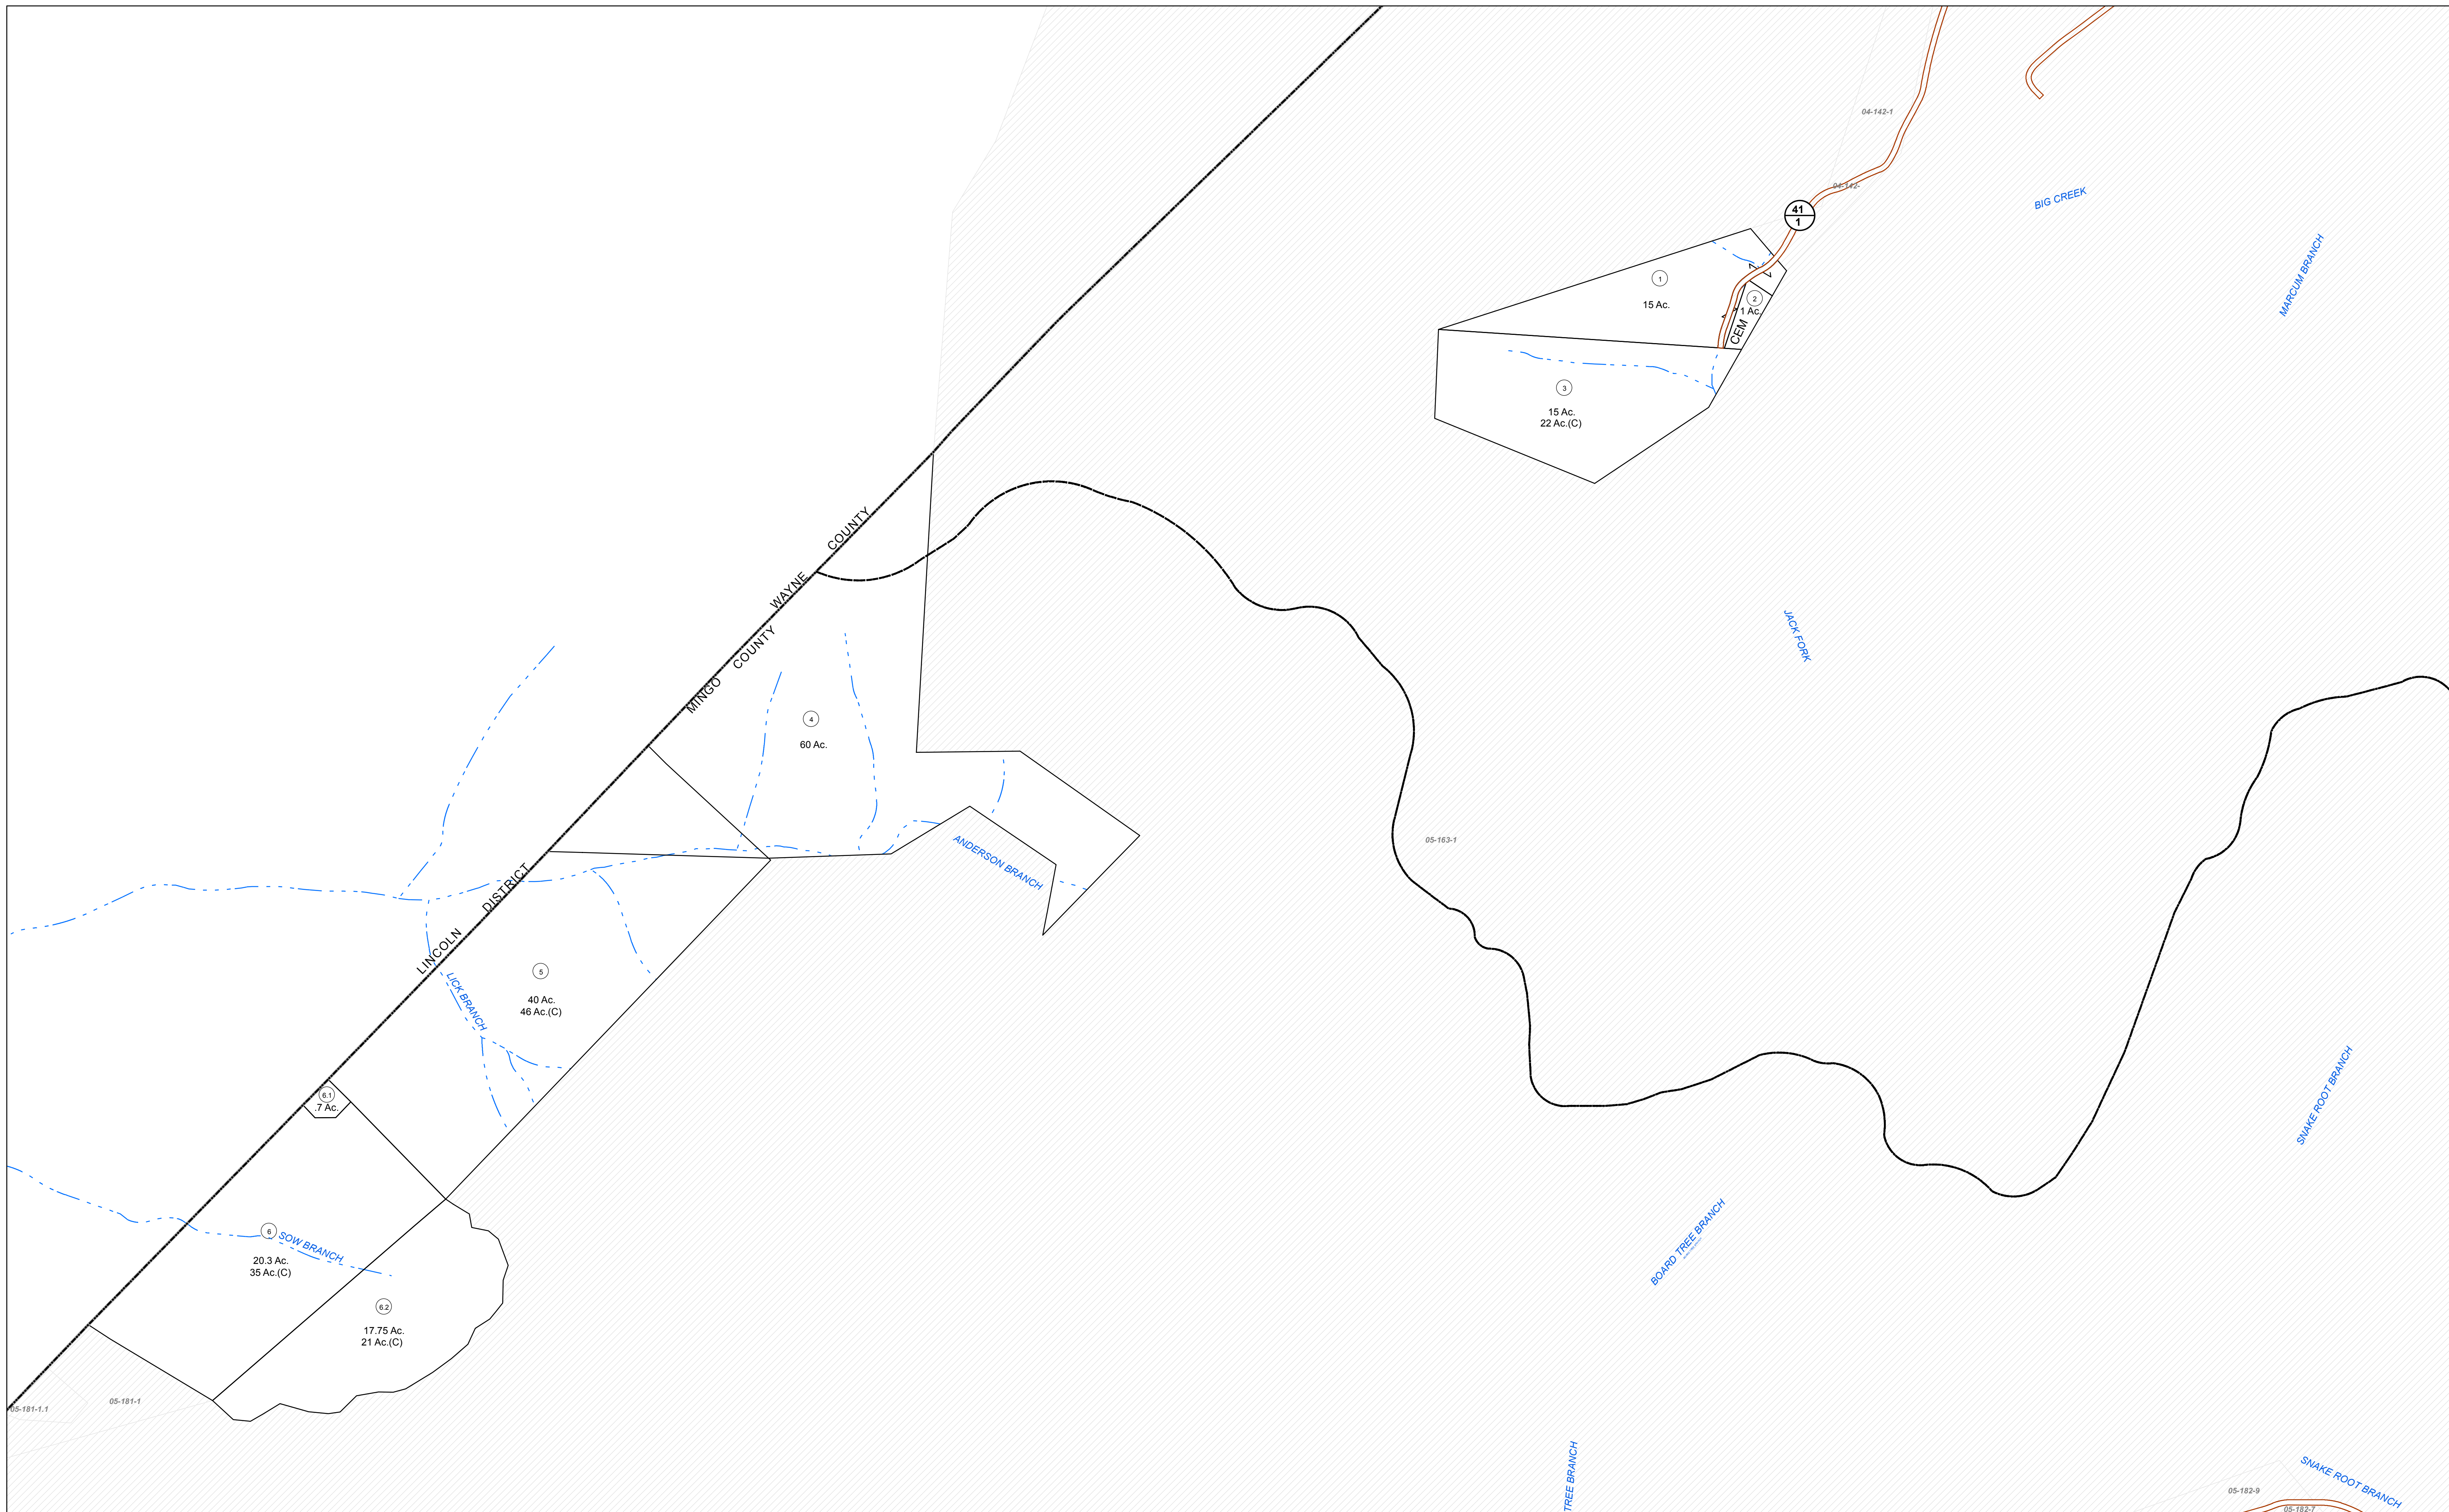 04-142-1
04-142-
BIG CREEK
41
1
MARCUM BRANCH
1
15 Ac.
2
1 Ac.
CEM
3
15 Ac.
22 Ac.(C)
WAYNE COUNTY
MINGO COUNTY
JACK FORK
4
60 Ac.
05-163-1
ANDERSON BRANCH
LINCOLN DISTRICT
5
40 Ac.
46 Ac.(C)
LICK BRANCH
6.1
.7 Ac.
SNAKE ROOT BRANCH
6
SOW BRANCH
20.3 Ac.
35 Ac.(C)
BOARD TREE BRANCH
6.2
17.75 Ac.
21 Ac.(C)
05-181-1
05-181-1.1
TREE BRANCH
SNAKE ROOT BRANCH
05-182-9
05-182-7